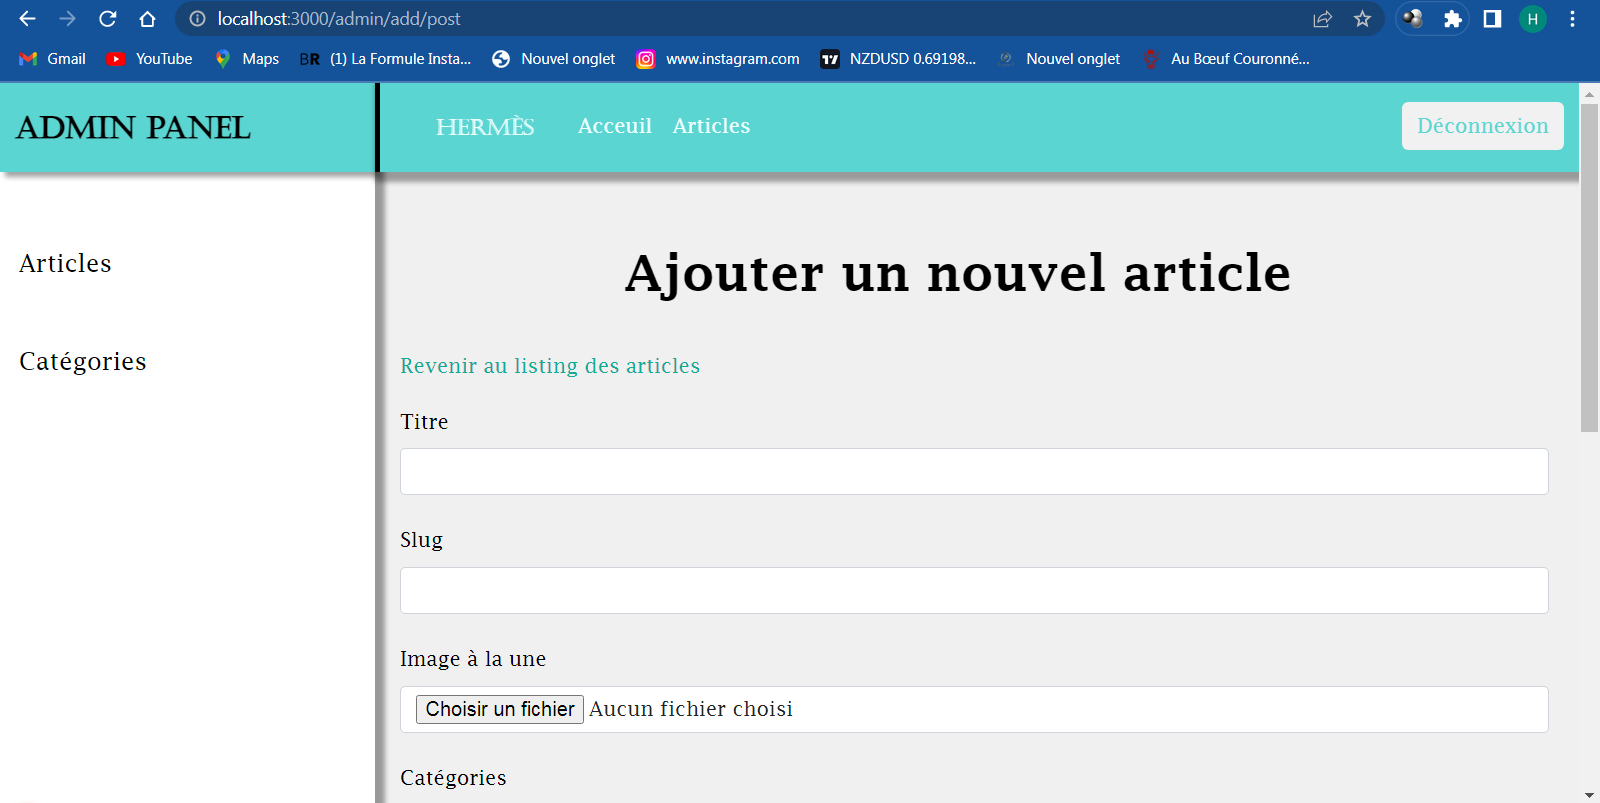 localhost:3000/admin/add/post
H
Gmail YouTube Maps BR (1) La Formule Insta... Nouvel onglet www.instagram.com NZDUSD 0.69198... Nouvel onglet Au Bœuf Couronné...
ADMIN PANEL HERMÈS Acceuil Articles Déconnexion
Articles
Catégories
Ajouter un nouvel article
Revenir au listing des articles
Titre
Slug
Image à la une
Choisir un fichier Aucun fichier choisi
Catégories